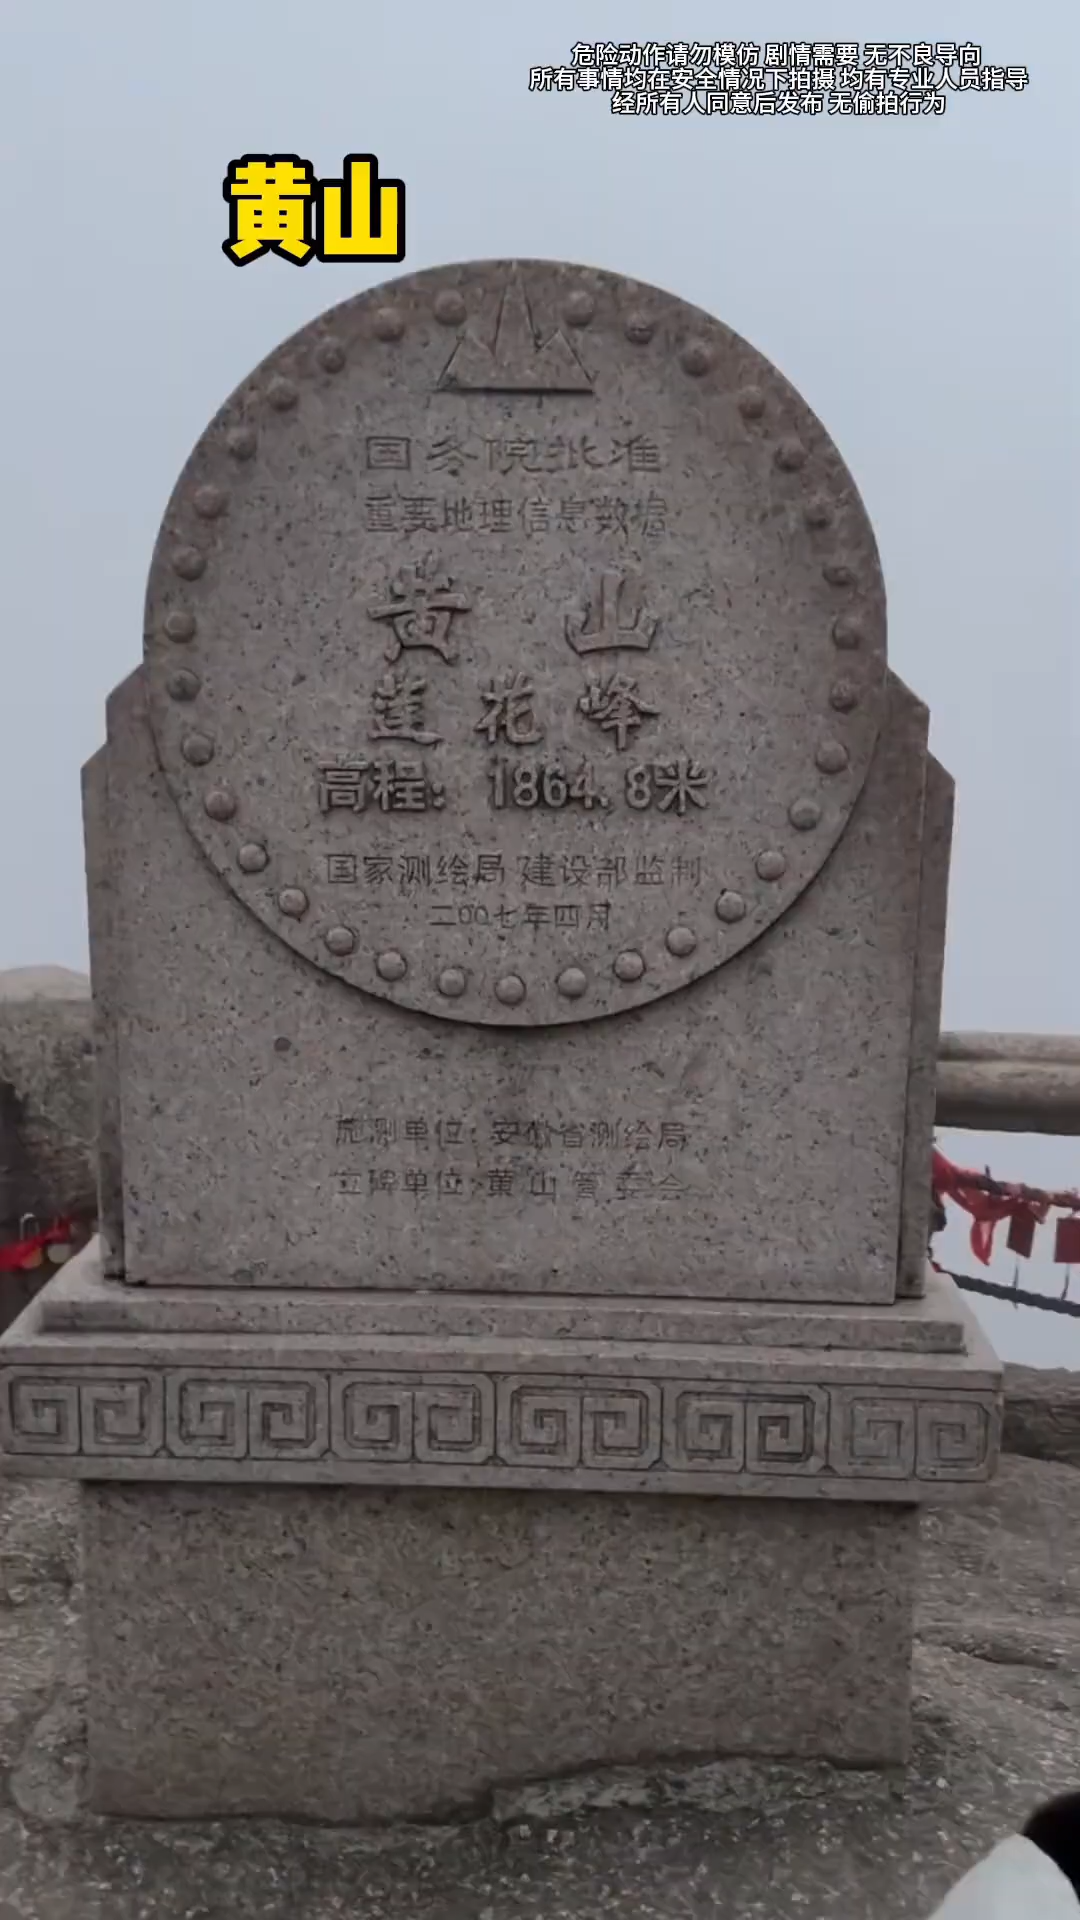 危险动作请勿模仿 剧情需要 无不良导向
所有事情均在安全情况下拍摄 均有专业人员指导
经所有人同意后发布 无偷拍行为
黄山
国务院批准
重要地理信息数据
黄山
莲花峰
高程：1864.8米
国家测绘局 建设部监制
二00七年四月
施测单位：安徽省测绘局
立碑单位：黄山管委会